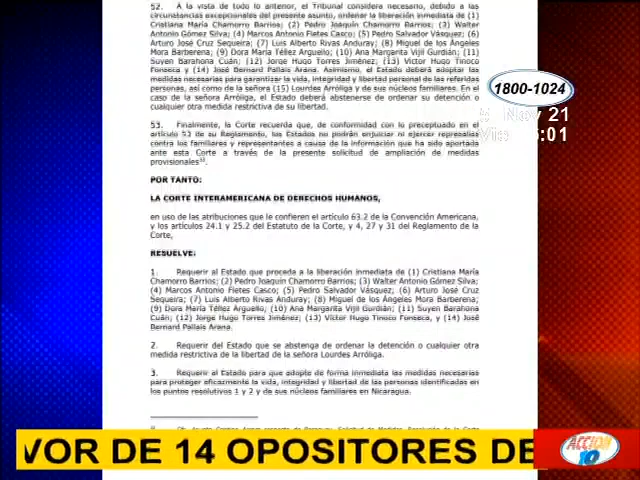 52. A la vista de todo lo anterior, el Tribunal considera necesario, debido a las
circunstancias excepcionales del presente asunto, ordenar la liberación inmediata de (1)
Cristiana María Chamorro Barrios; (2) Pedro Joaquín Chamorro Barrios; (3) Walter
Antonio Gómez Silva; (4) Marcos Antonio Fletes Casco; (5) Pedro Salvador Vásquez; (6)
Arturo José Cruz Sequeira; (7) Luis Alberto Rivas Anduray; (8) Miguel de los Ángeles
Mora Barberena; (9) Dora María Téllez Arguello; (10) Ana Margarita Vijil Gurdián; (11)
Suyen Barahona Cuán; (12) Jorge Hugo Torres Jiménez; (13) Víctor Hugo Tinoco
Fonseca y (14) José Bernard Pallais Arana. Asimismo, el Estado deberá adoptar las
medidas necesarias para garantizar la vida, integridad y libertad personal de las referidas
personas, así como de la señora (15) Lourdes Arróliga y de sus núcleos familiares. En el
caso de la señora Arróliga, el Estado deberá abstenerse de ordenar su detención o
cualquier otra medida restrictiva de su libertad.
53. Finalmente, la Corte recuerda que, de conformidad con lo preceptuado en el
artículo 53 de su Reglamento, los Estados no podrán enjuiciar ni ejercer represalias
contra los familiares y representantes a causa de la información que ha sido aportada
ante esta Corte a través de la presente solicitud de ampliación de medidas
provisionales
POR TANTO:
LA CORTE INTERAMERICANA DE DERECHOS HUMANOS,
en uso de las atribuciones que le confieren el artículo 63.2 de la Convención Americana,
y los artículos 24.1 y 25.2 del Estatuto de la Corte, y 4, 27 y 31 del Reglamento de la
Corte,
RESUELVE:
1. Requerir al Estado que proceda a la liberación inmediata de (1) Cristiana María
Chamorro Barrios; (2) Pedro Joaquín Chamorro Barrios; (3) Walter Antonio Gómez Silva;
(4) Marcos Antonio Fletes Casco; (5) Pedro Salvador Vásquez; (6) Arturo José Cruz
Sequeira; (7) Luis Alberto Rivas Anduray; (8) Miguel de los Ángeles Mora Barberena;
(9) Dora María Téllez Arguello; (10) Ana Margarita Vijil Gurdián; (11) Suyen Barahona
Cuán; (12) Jorge Hugo Torres Jiménez; (13) Víctor Hugo Tinoco Fonseca, y (14) José
Bernard Pallais Arana.
2. Requerir del Estado que se abstenga de ordenar la detención o cualquier otra
medida restrictiva de la libertad de la señora Lourdes Arróliga.
3. Requerir al Estado para que adopte de forma inmediata las medidas necesarias
para proteger eficazmente la vida, integridad y libertad de las personas identificadas en
los puntos resolutivos 1 y 2 y de sus núcleos familiares en Nicaragua.
1800-1024
Nov 21
:01
VOR DE 14 OPOSITORES DE
ACCION
10